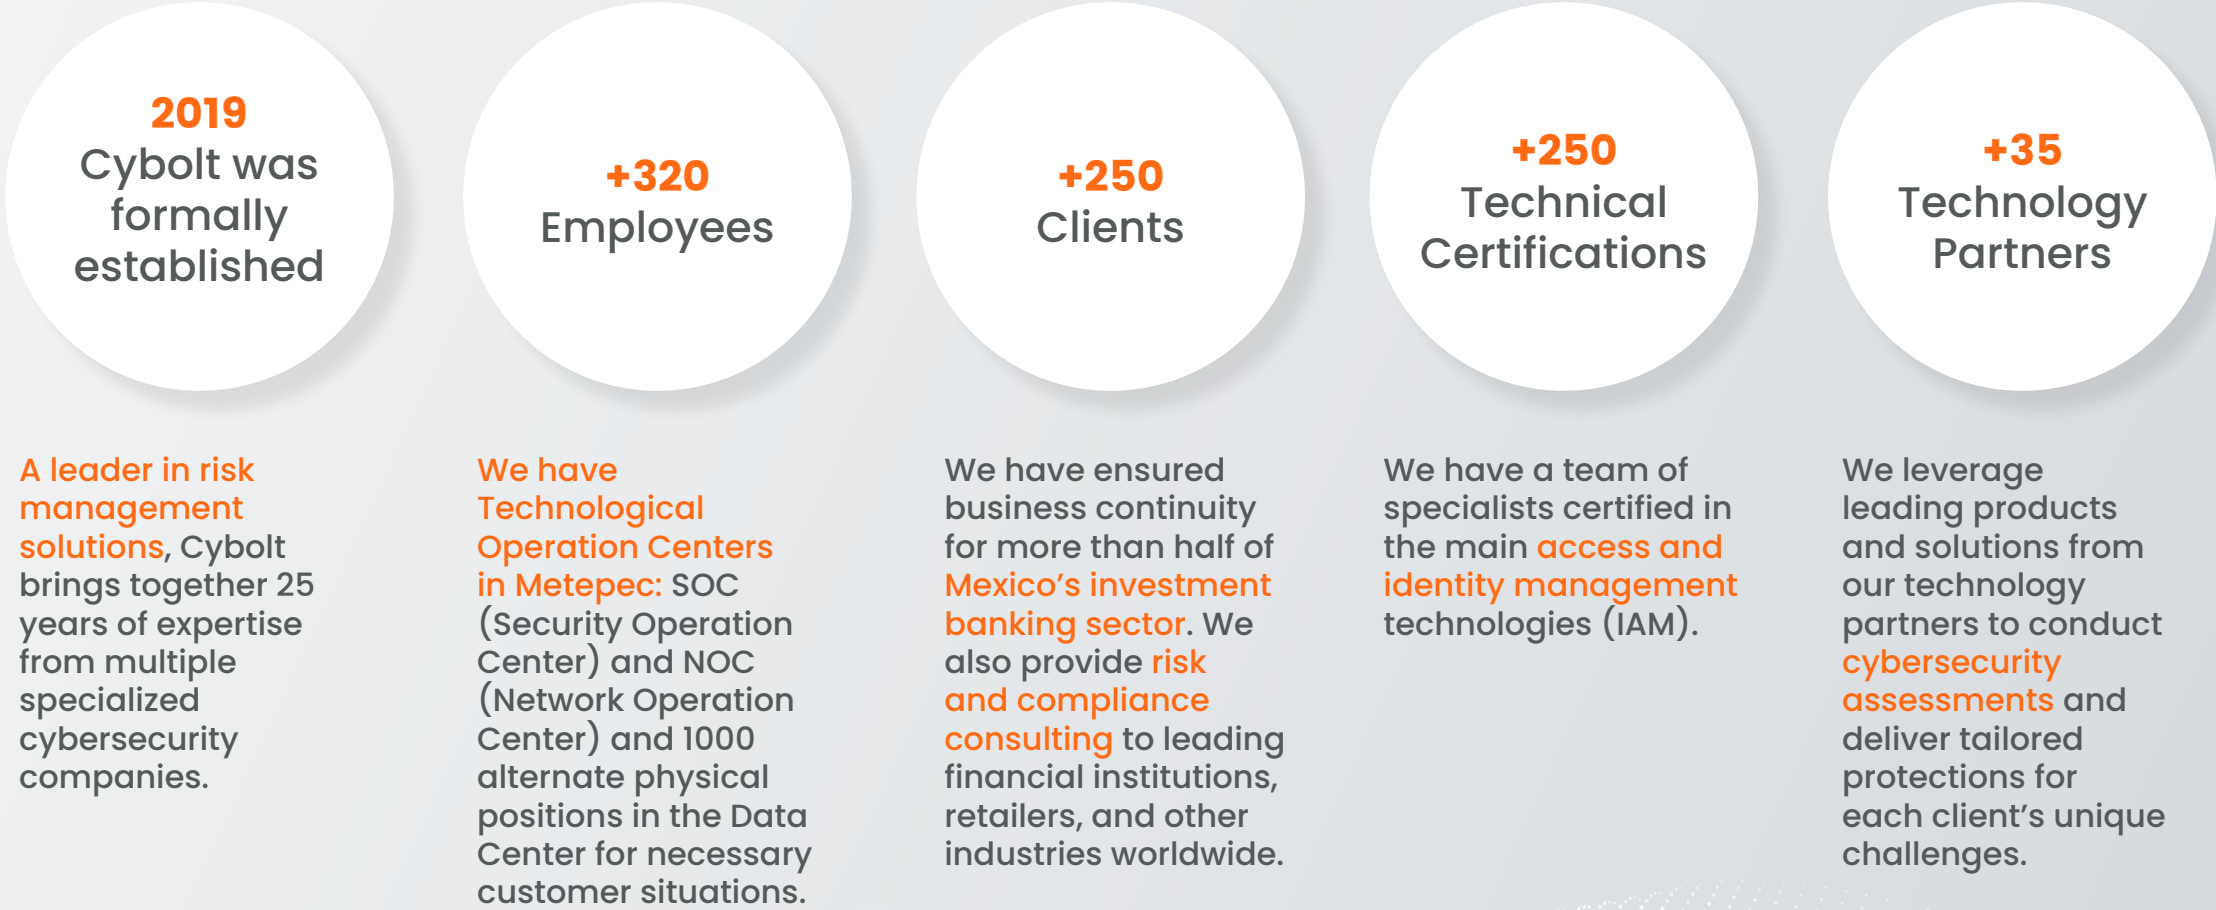 2019
Cybolt was
formally
established
A leader in risk
management
solutions, Cybolt
brings together 25
years of expertise
from multiple
specialized
cybersecurity
companies.
+320
Employees
We have
Technological
Operation Centers
in Metepec: SOC
(Security Operation
Center) and NOC
(Network Operation
Center) and 1000
alternate physical
positions in the Data
Center for necessary
customer situations.
+250
Clients
We have ensured
business continuity
for more than half of
Mexico’s investment
banking sector. We
also provide risk
and compliance
consulting to leading
financial institutions,
retailers, and other
industries worldwide.
+250
Technical
Certifications
We have a team of
specialists certified in
the main access and
identity management
technologies (IAM).
+35
Technology
Partners
We leverage
leading products
and solutions from
our technology
partners to conduct
cybersecurity
assessments and
deliver tailored
protections for
each client’s unique
challenges.